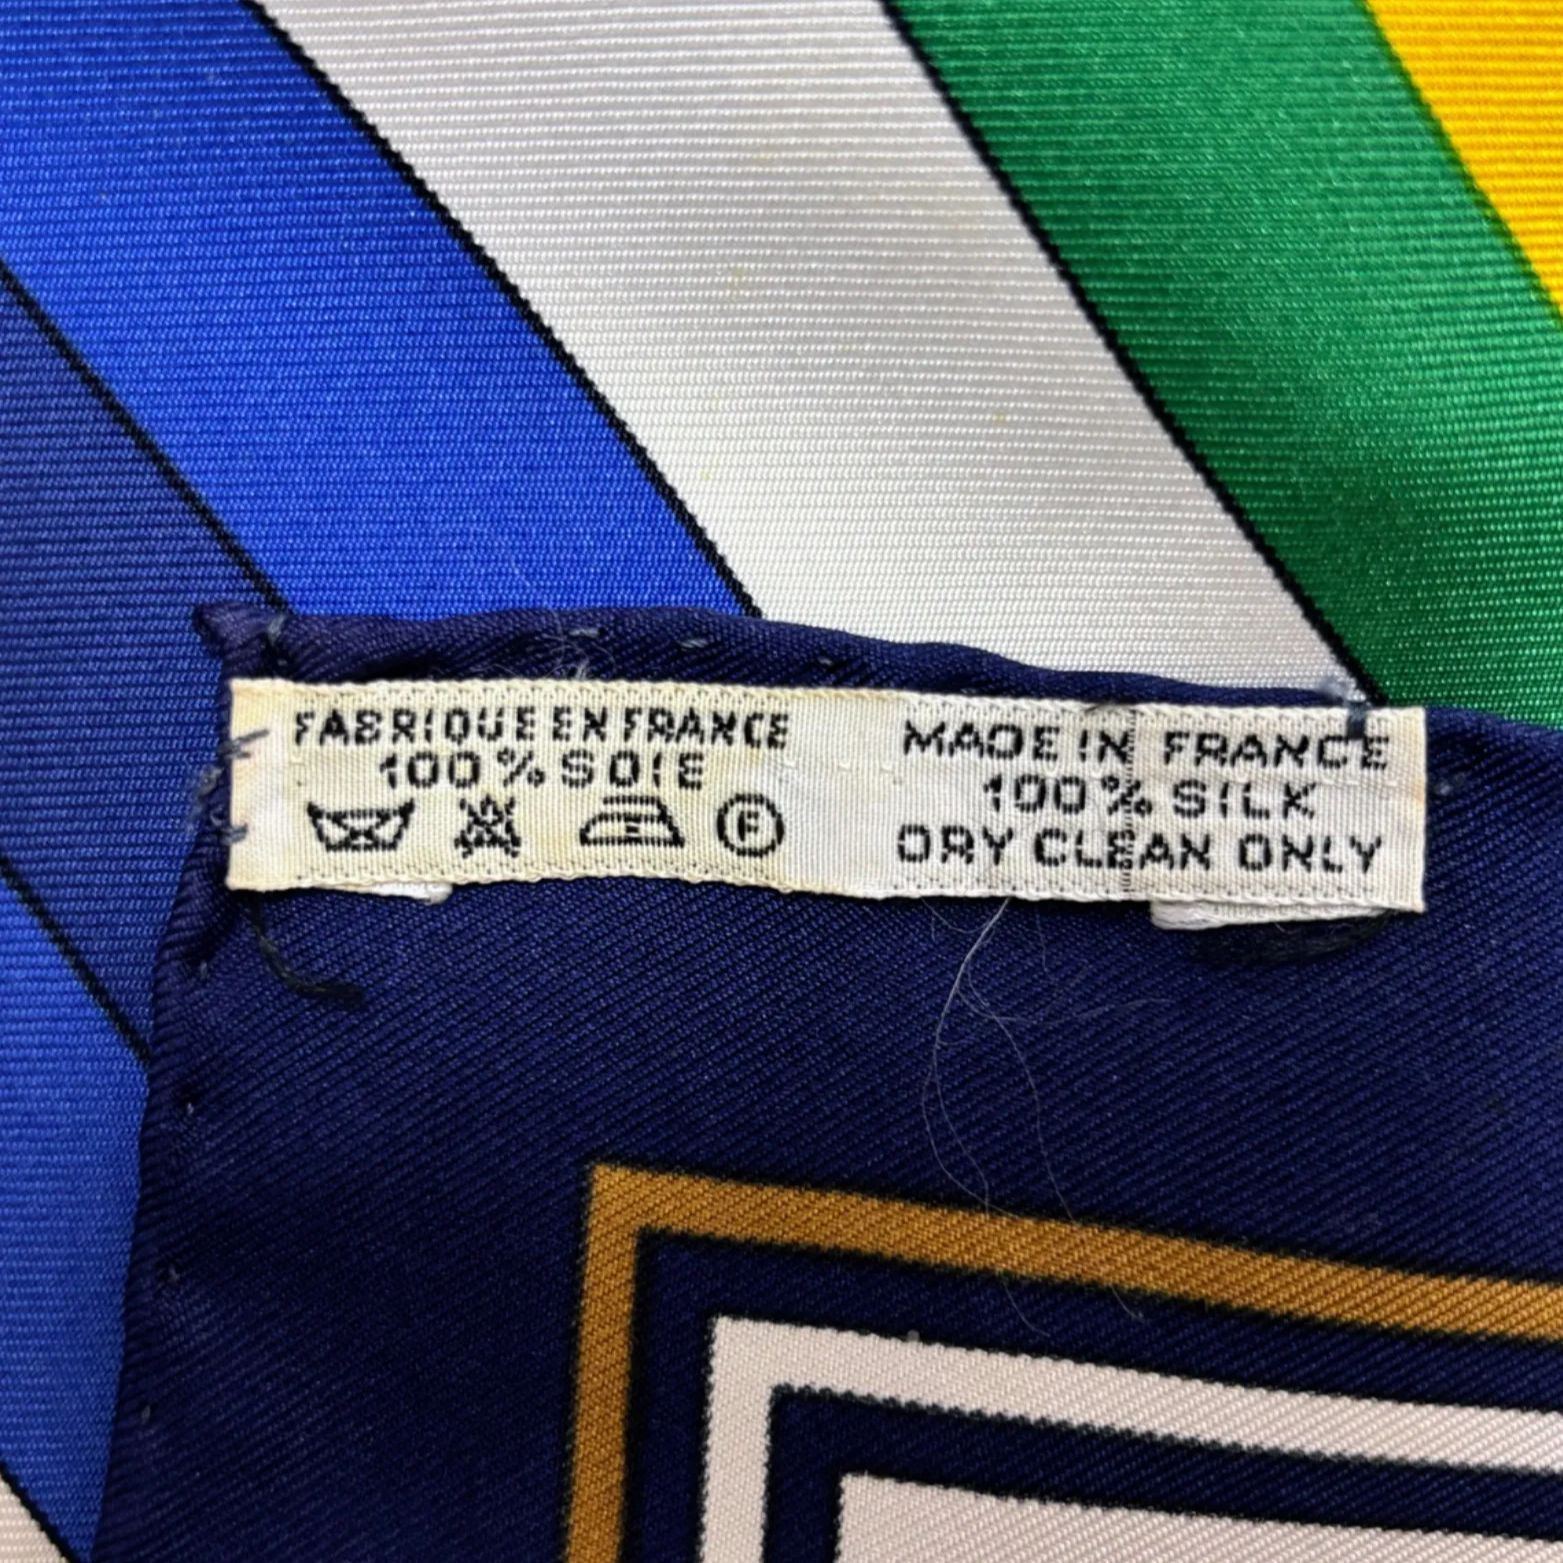 FABRIQUE EN FRANCE
100% SOIE
F
MADE IN FRANCE
100% SILK
DRY CLEAN ONLY